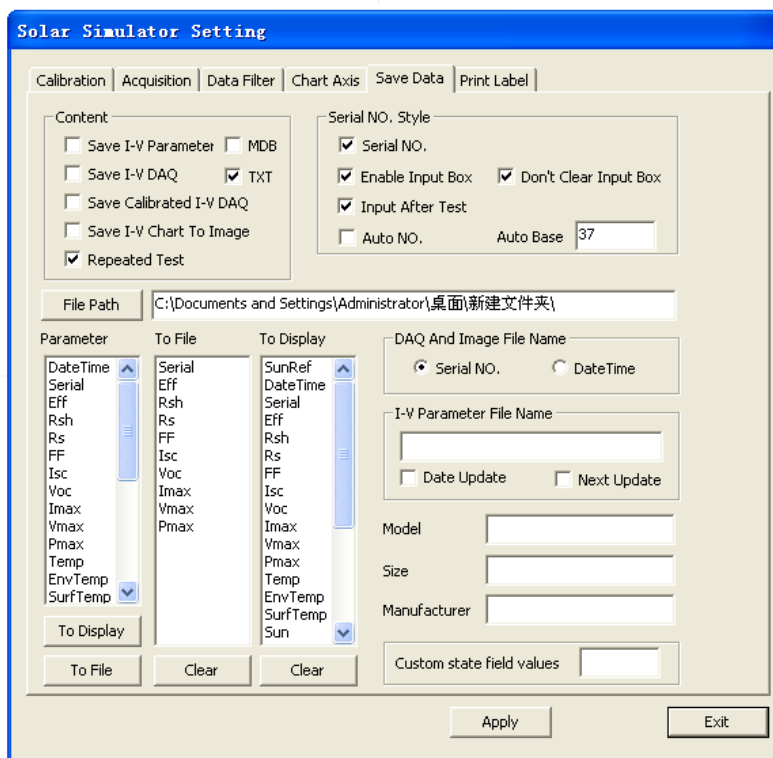 Solar Simulator Setting
Calibration Acquisition Data Filter Chart Axis Save Data Print Label
Content
Save I-V Parameter MDB
Save I-V DAQ TXT
Save Calibrated I-V DAQ
Save I-V Chart To Image
Repeated Test
Serial NO. Style
Serial NO.
Enable Input Box Don't Clear Input Box
Input After Test
Auto NO. Auto Base 37
File Path C:\Documents and Settings\Administrator\桌面\新建文件夹\
Parameter
DateTime
Serial
Eff
Rsh
Rs
FF
Isc
Voc
Imax
Vmax
Pmax
Temp
EnvTemp
SurfTemp
To Display
To File
To File
Serial
Eff
Rsh
Rs
FF
Isc
Voc
Imax
Vmax
Pmax
Clear
To Display
SunRef
DateTime
Serial
Eff
Rsh
Rs
FF
Isc
Voc
Imax
Vmax
Pmax
Temp
EnvTemp
SurfTemp
Sun
Clear
DAQ And Image File Name
Serial NO. DateTime
I-V Parameter File Name
Date Update Next Update
Model
Size
Manufacturer
Custom state field values
Apply Exit